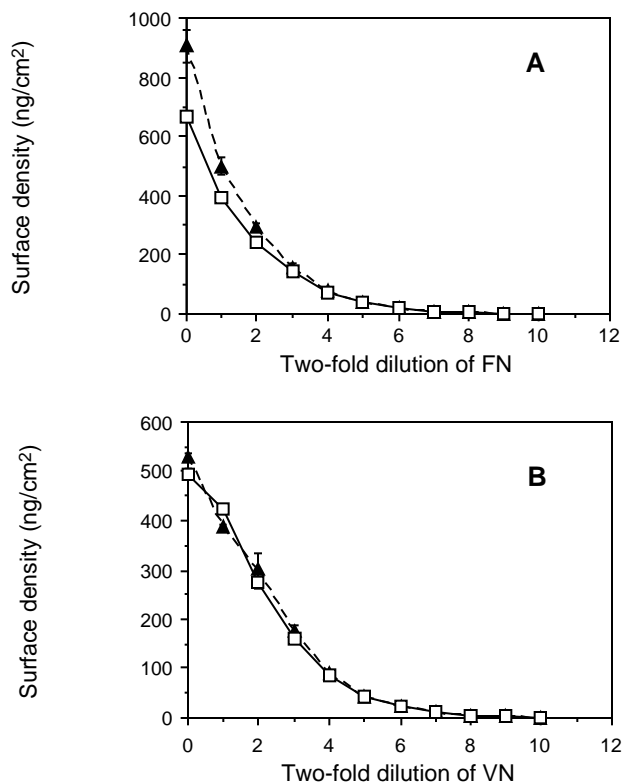 1000
800
600
400
200
0
Surface density (ng/cm²)
A
0 2 4 6 8 10 12
Two-fold dilution of FN
600
500
400
300
200
100
0
Surface density (ng/cm²)
B
0 2 4 6 8 10 12
Two-fold dilution of VN